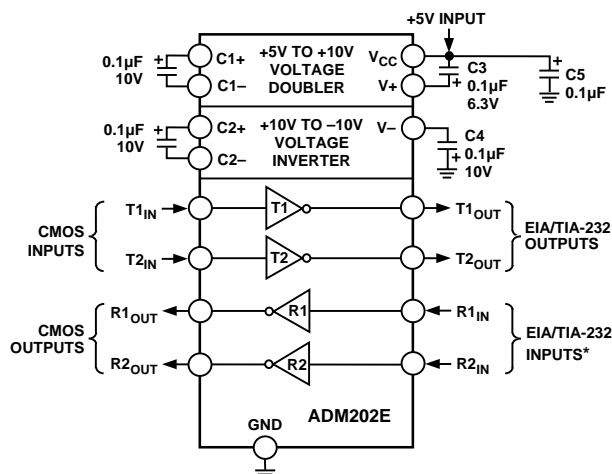 +5V INPUT
0.1µF
10V
C1+
C1–
+5V TO +10V
VOLTAGE
DOUBLER
VCC
V+
C3
0.1µF
6.3V
C5
0.1µF
0.1µF
10V
C2+
C2–
+10V TO –10V
VOLTAGE
INVERTER
V–
C4
0.1µF
10V
CMOS
INPUTS
T1IN
T1
T1OUT
T2IN
T2
T2OUT
EIA/TIA-232
OUTPUTS
CMOS
OUTPUTS
R1OUT
R1
R1IN
R2OUT
R2
R2IN
EIA/TIA-232
INPUTS*
GND
ADM202E